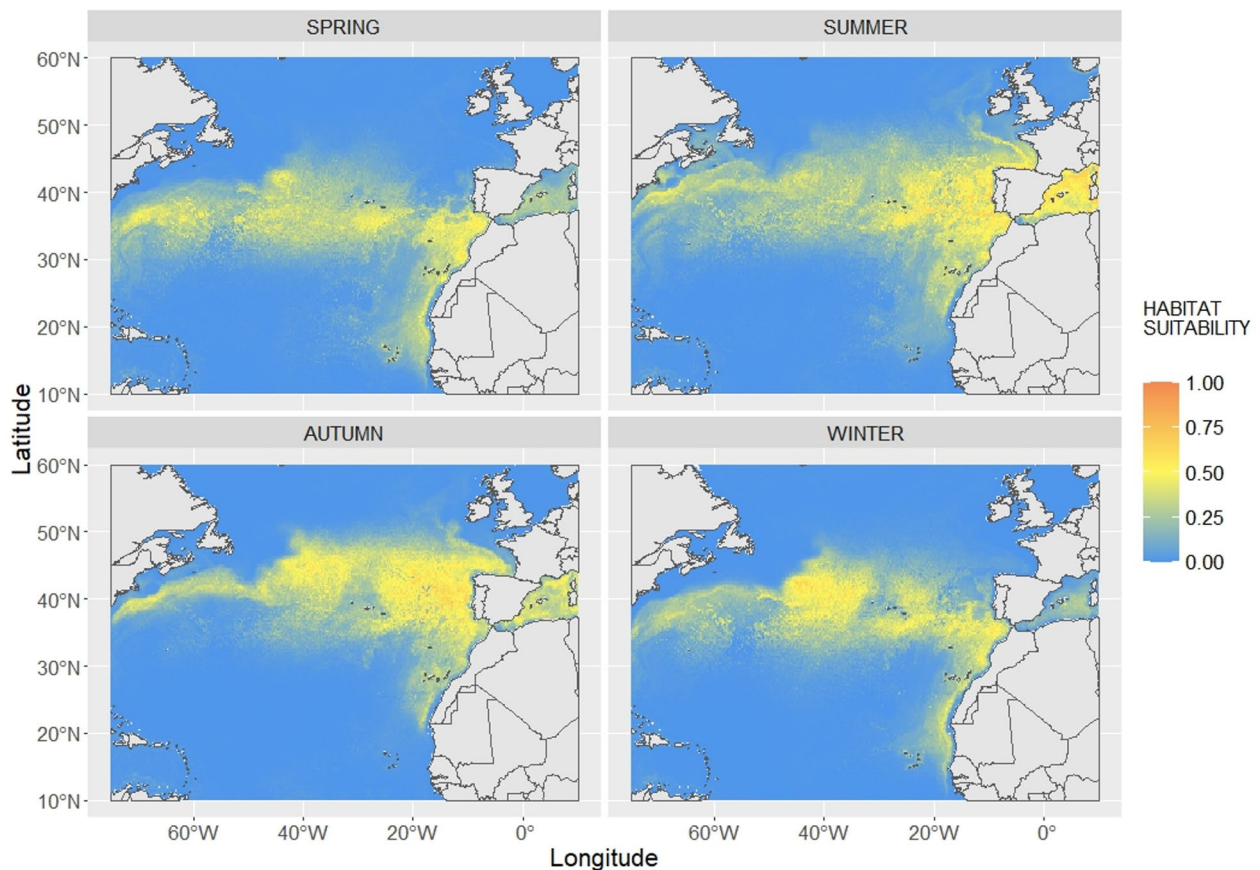 SPRING
SUMMER
60°N
50°N
40°N
30°N
20°N
10°N
AUTUMN
WINTER
60°N
50°N
40°N
30°N
20°N
10°N
60°W
40°W
20°W
0°
60°W
40°W
20°W
0°
Latitude
Longitude
HABITAT
SUITABILITY
1.00
0.75
0.50
0.25
0.00